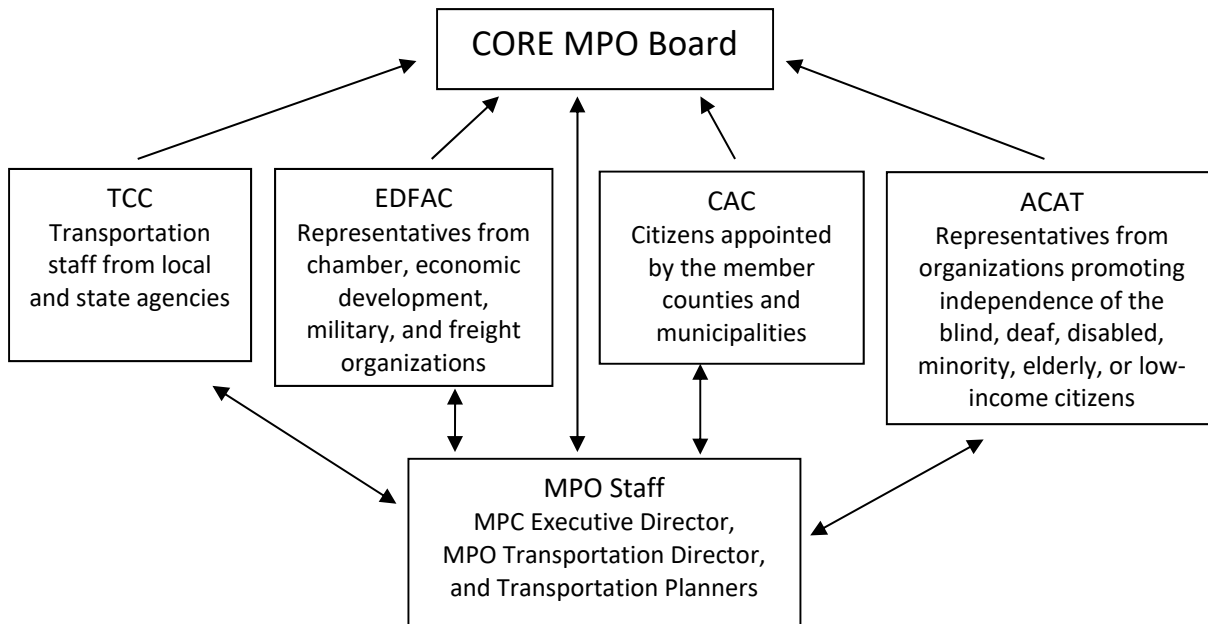 CORE MPO Board
TCC
Transportation
staff from local
and state agencies
EDFAC
Representatives from
chamber, economic
development,
military, and freight
organizations
CAC
Citizens appointed
by the member
counties and
municipalities
ACAT
Representatives from
organizations promoting
independence of the
blind, deaf, disabled,
minority, elderly, or low-
income citizens
MPO Staff
MPC Executive Director,
MPO Transportation Director,
and Transportation Planners